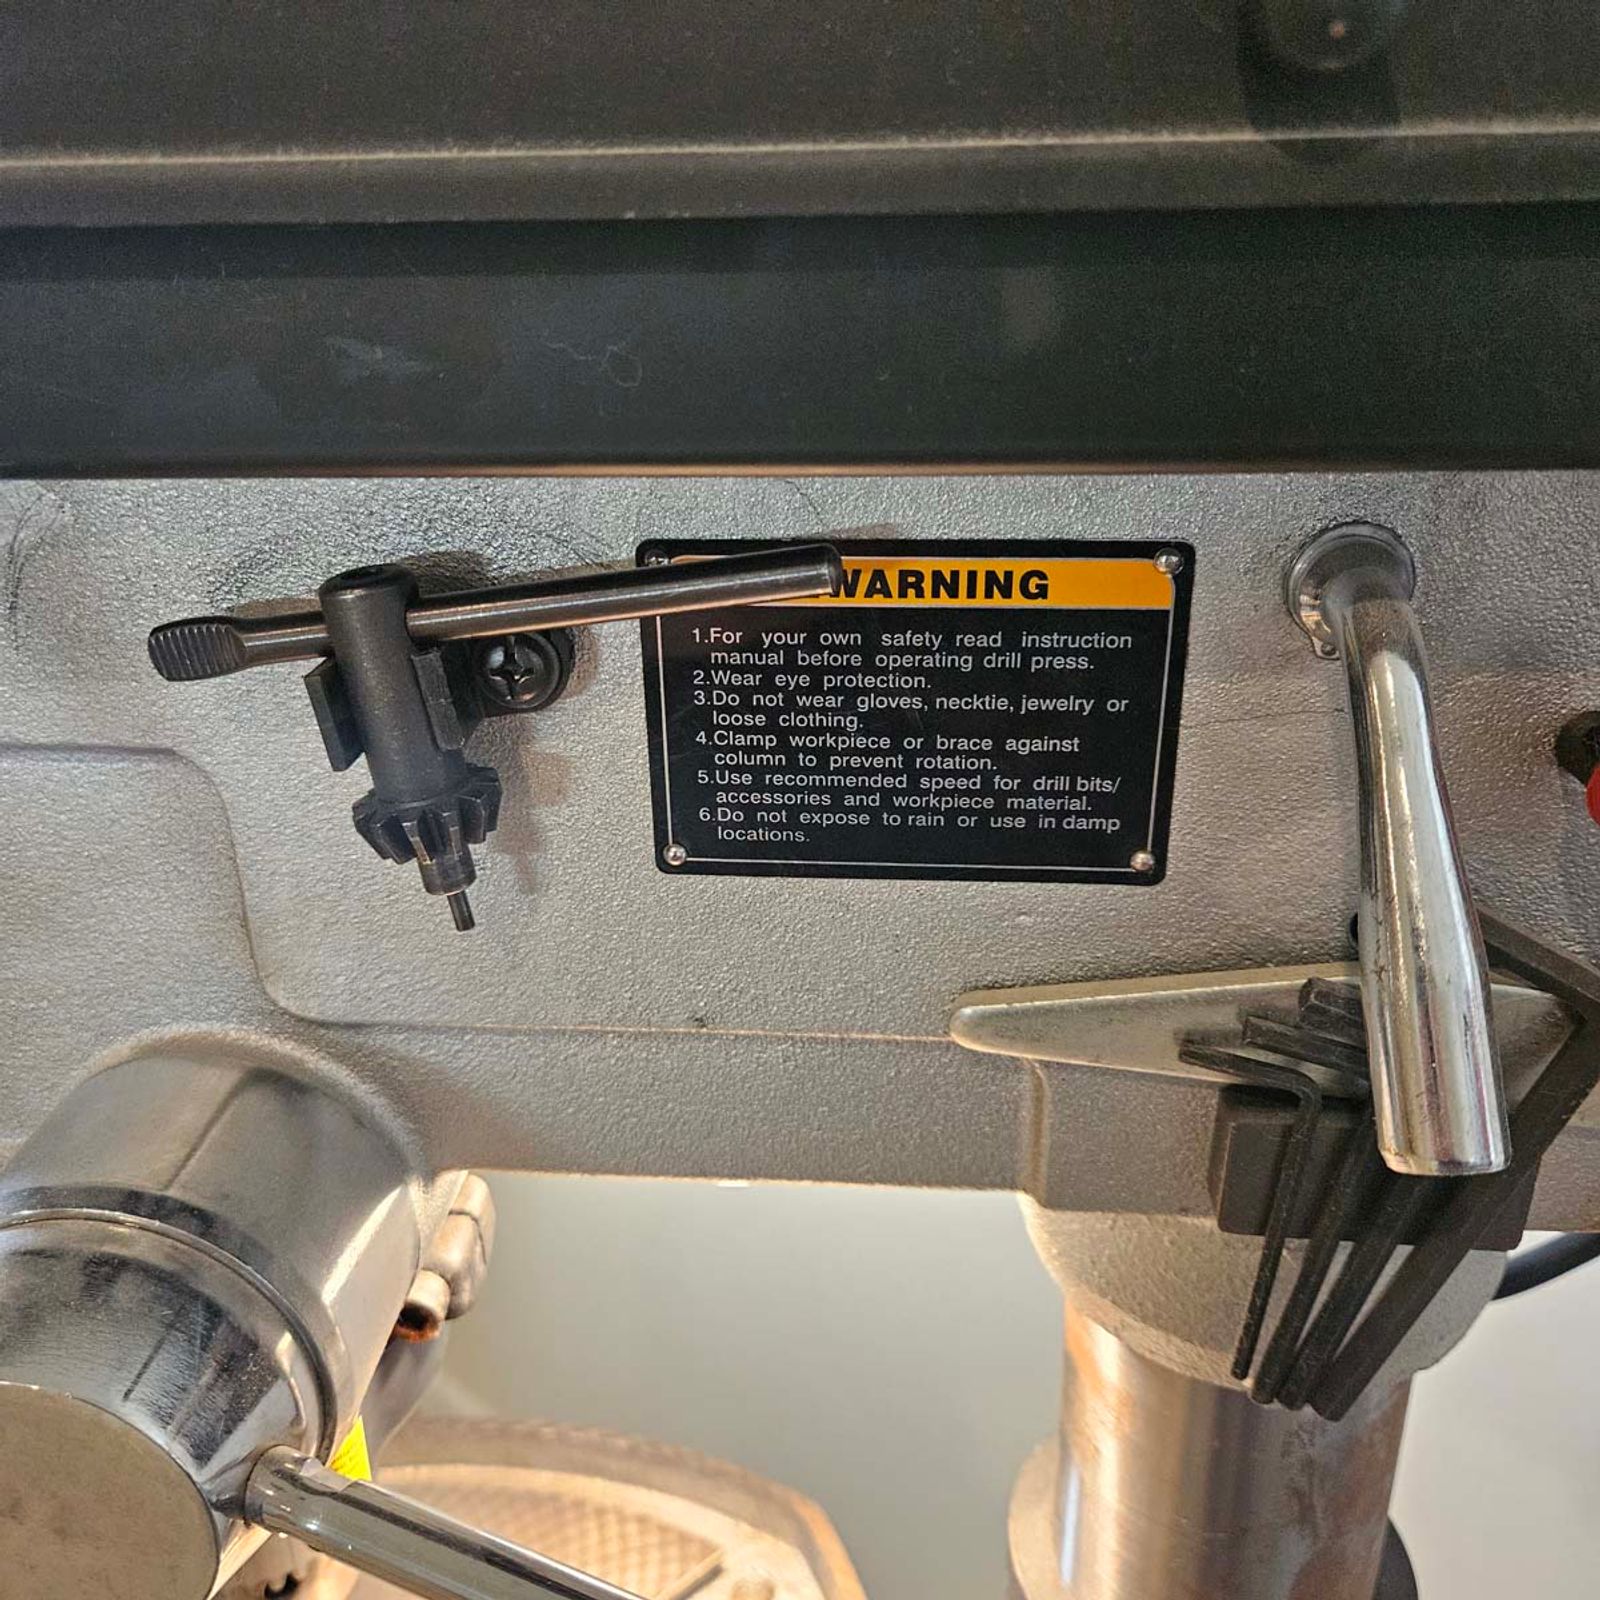 WARNING
1.For your own safety read instruction
manual before operating drill press.
2.Wear eye protection.
3.Do not wear gloves, necktie, jewelry or
loose clothing.
4.Clamp workpiece or brace against
column to prevent rotation.
5.Use recommended speed for drill bits/
accessories and workpiece material.
6.Do not expose to rain or use in damp
locations.